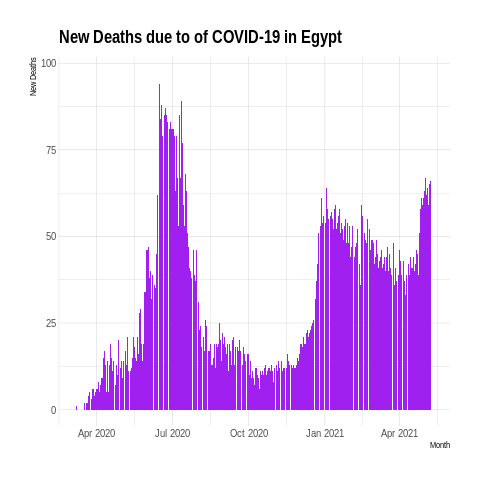 New Deaths due to of COVID-19 in Egypt
New Deaths
100
75
50
25
0
Apr 2020 Jul 2020 Oct 2020 Jan 2021 Apr 2021
Month